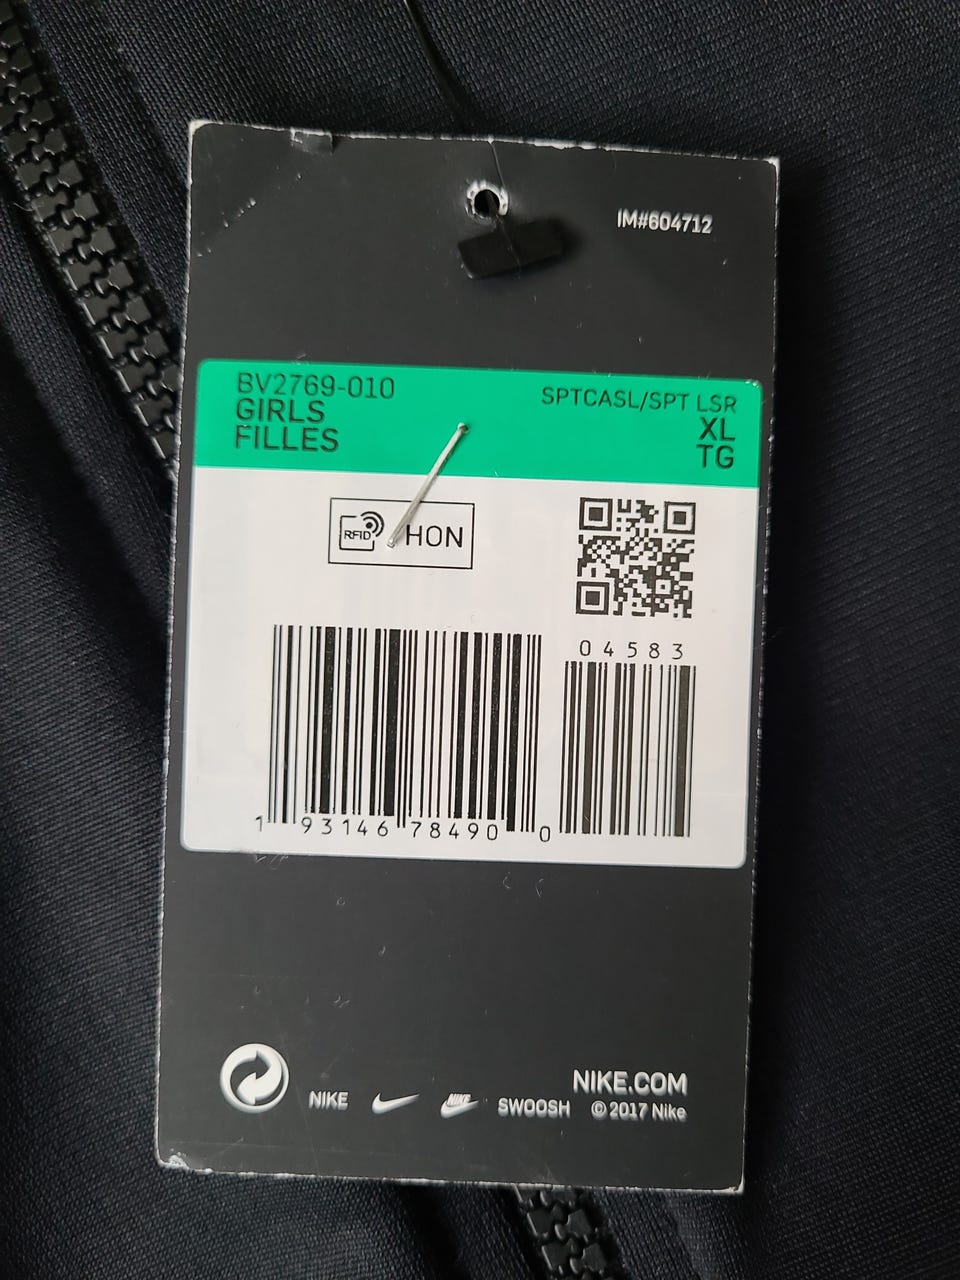 IM#604712
BV2769-010
GIRLS
FILLES
SPTCASL/SPT LSR
XL
TG
RFID HON
04583
1 93146 78490 0
NIKE.COM
NIKE NIKE SWOOSH © 2017 Nike